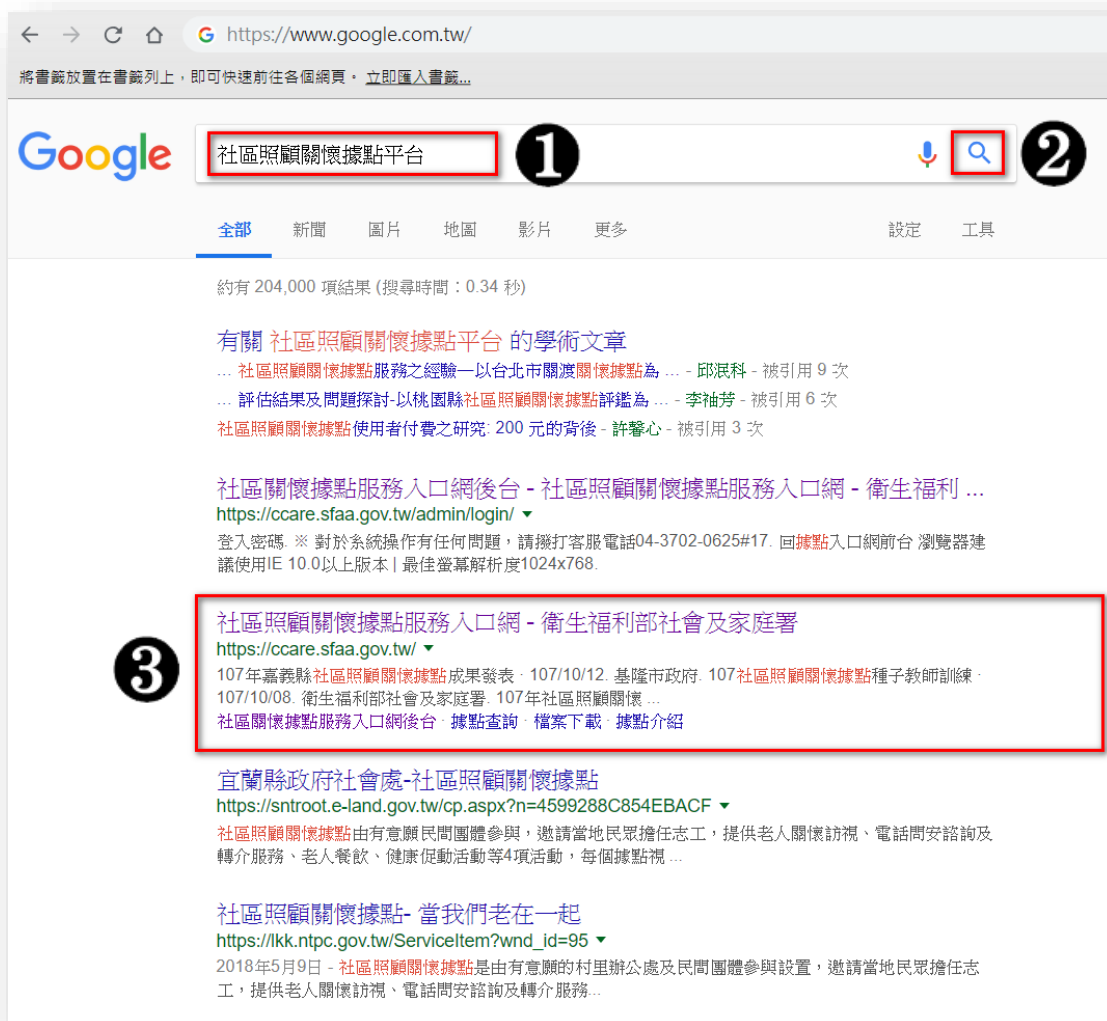 https://www.google.com.tw/
將書籤放置在書籤列上，即可快速前往各個網頁。 立即匯入書籤...
Google 社區照顧關懷據點平台 1 2
全部 新聞 圖片 地圖 影片 更多 設定 工具
約有 204,000 項結果 (搜尋時間：0.34 秒)
有關 社區照顧關懷據點平台 的學術文章
… 社區照顧關懷據點服務之經驗—以台北市關渡關懷據點為 … - 邱泯科 - 被引用 9 次
… 評估結果及問題探討-以桃園縣社區照顧關懷據點評鑑為 … - 李袖芳 - 被引用 6 次
社區照顧關懷據點使用者付費之研究: 200 元的背後 - 許馨心 - 被引用 3 次
社區關懷據點服務入口網後台 - 社區照顧關懷據點服務入口網 - 衛生福利 ...
https://ccare.sfaa.gov.tw/admin/login/
登入密碼. ※ 對於系統操作有任何問題，請撥打客服電話04-3702-0625#17. 回據點入口網前台 瀏覽器建
議使用IE 10.0以上版本 | 最佳螢幕解析度1024x768.
社區照顧關懷據點服務入口網 - 衛生福利部社會及家庭署
https://ccare.sfaa.gov.tw/
3
107年嘉義縣社區照顧關懷據點成果發表 · 107/10/12. 基隆市政府. 107社區照顧關懷據點種子教師訓練 ·
107/10/08. 衛生福利部社會及家庭署. 107年社區照顧關懷 ...
社區關懷據點服務入口網後台 · 據點查詢 · 檔案下載 · 據點介紹
宜蘭縣政府社會處-社區照顧關懷據點
https://sntroot.e-land.gov.tw/cp.aspx?n=4599288C854EBACF
社區照顧關懷據點由有意願民間團體參與，邀請當地民眾擔任志工，提供老人關懷訪視、電話問安諮詢及
轉介服務、老人餐飲、健康促動活動等4項活動，每個據點視 ...
社區照顧關懷據點- 當我們老在一起
https://lkk.ntpc.gov.tw/ServiceItem?wnd_id=95
2018年5月9日 - 社區照顧關懷據點是由有意願的村里辦公處及民間團體參與設置，邀請當地民眾擔任志
工，提供老人關懷訪視、電話問安諮詢及轉介服務...